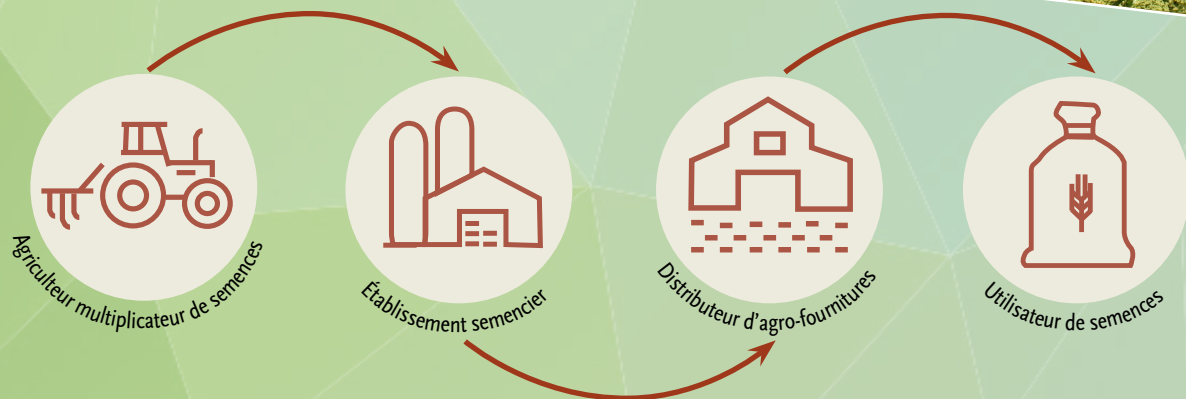 Agriculteur multiplicateur de semences
Établissement semencier
Distributeur d’agro-fournitures
Utilisateur de semences